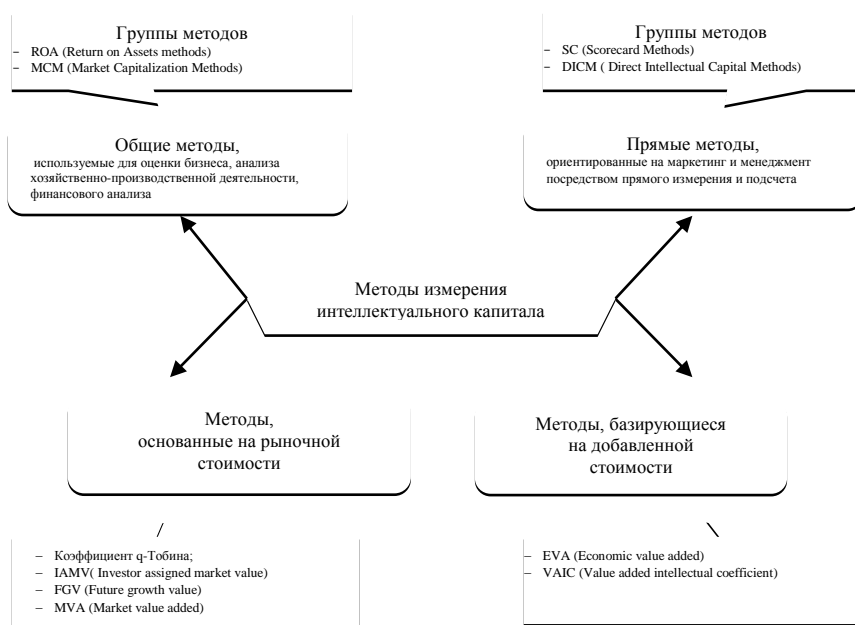 Группы методов
− ROA (Return on Assets methods)
− MCM (Market Capitalization Methods)
Группы методов
− SC (Scorecard Methods)
− DICM ( Direct Intellectual Capital Methods)
Общие методы,
используемые для оценки бизнеса, анализа
хозяйственно-производственной деятельности,
финансового анализа
Прямые методы,
ориентированные на маркетинг и менеджмент
посредством прямого измерения и подсчета
Методы измерения
интеллектуального капитала
Методы,
основанные на рыночной
стоимости
Методы, базирующиеся
на добавленной
стоимости
− Коэффициент q-Тобина;
− IAMV( Investor assigned market value)
− FGV (Future growth value)
− MVA (Market value added)
− EVA (Economic value added)
− VAIC (Value added intellectual coefficient)